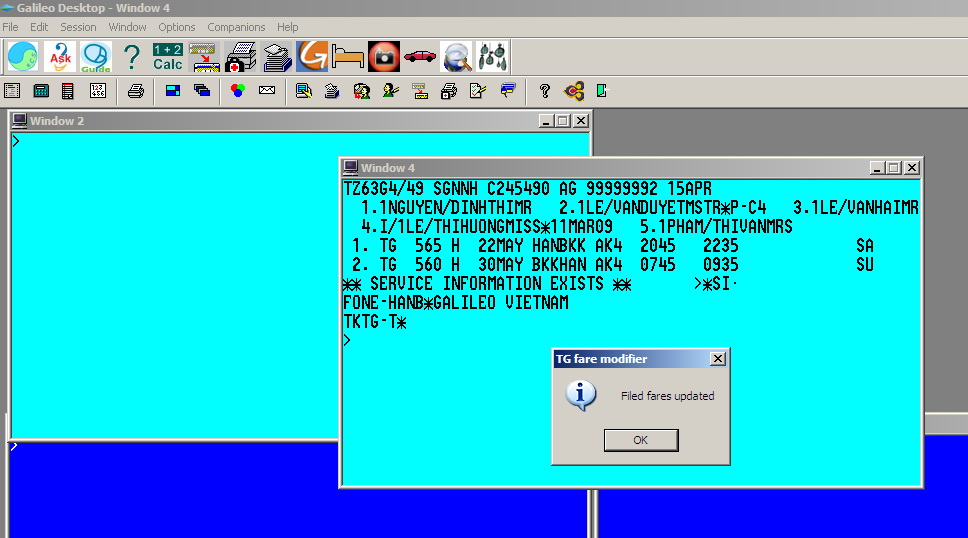 Galileo Desktop - Window 4
File Edit Session Window Options Companions Help
Ask
Guide
?
1 + 2
Calc
G
Window 2
>
Window 4
TZ63G4/49 SGNNH C245490 AG 99999992 15APR
1.1NGUYEN/DINHTHIMR 2.1LE/VANDUYETMSTR*P-C4 3.1LE/VANHAIMR
4.I/1LE/THIHUONGMISS*11MAR09 5.1PHAM/THIVANMRS
1. TG 565 H 22MAY HANBKK AK4 2045 2235 SA
2. TG 560 H 30MAY BKKHAN AK4 0745 0935 SU
** SERVICE INFORMATION EXISTS ** >*SI·
FONE-HANB*GALILEO VIETNAM
TKTG-T*
>
TG fare modifier
Filed fares updated
OK
>